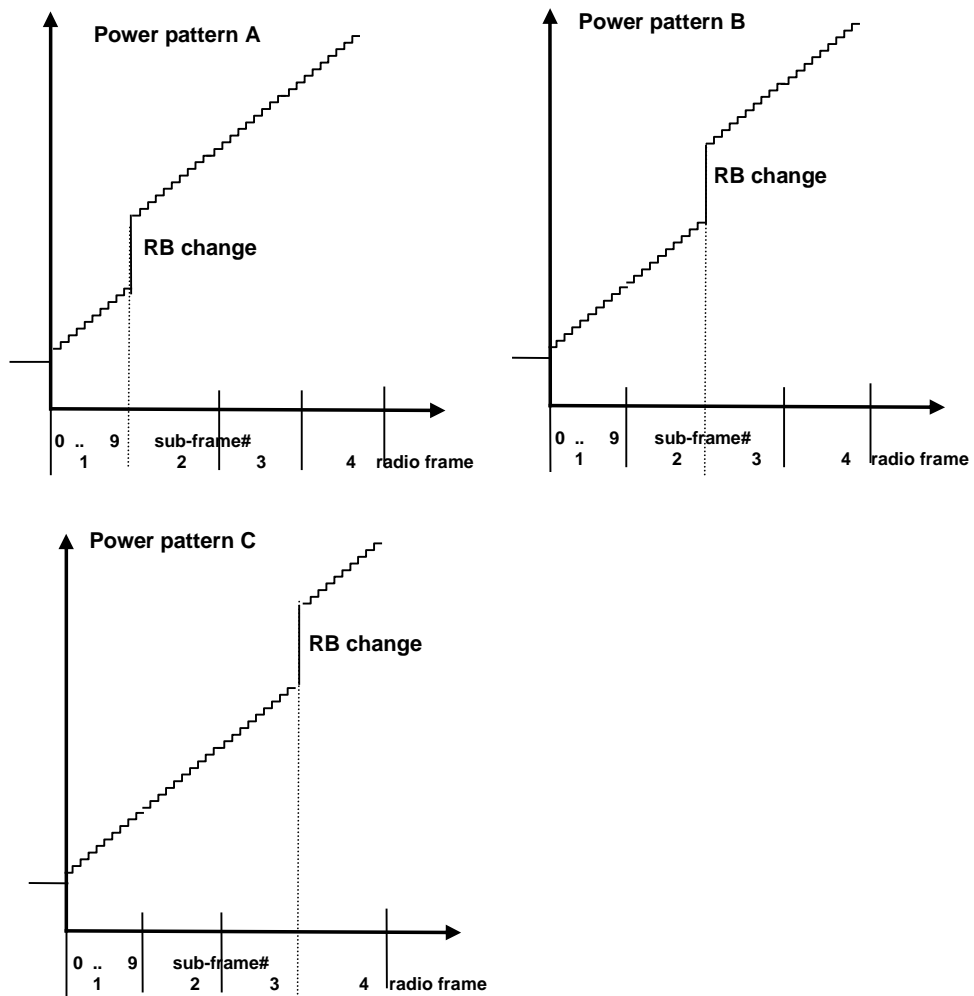 Power pattern A
RB change
0 .. 9 sub-frame#
1 2 3 4 radio frame
Power pattern B
RB change
0 .. 9 sub-frame#
1 2 3 4 radio frame
Power pattern C
RB change
0 .. 9 sub-frame#
1 2 3 4 radio frame